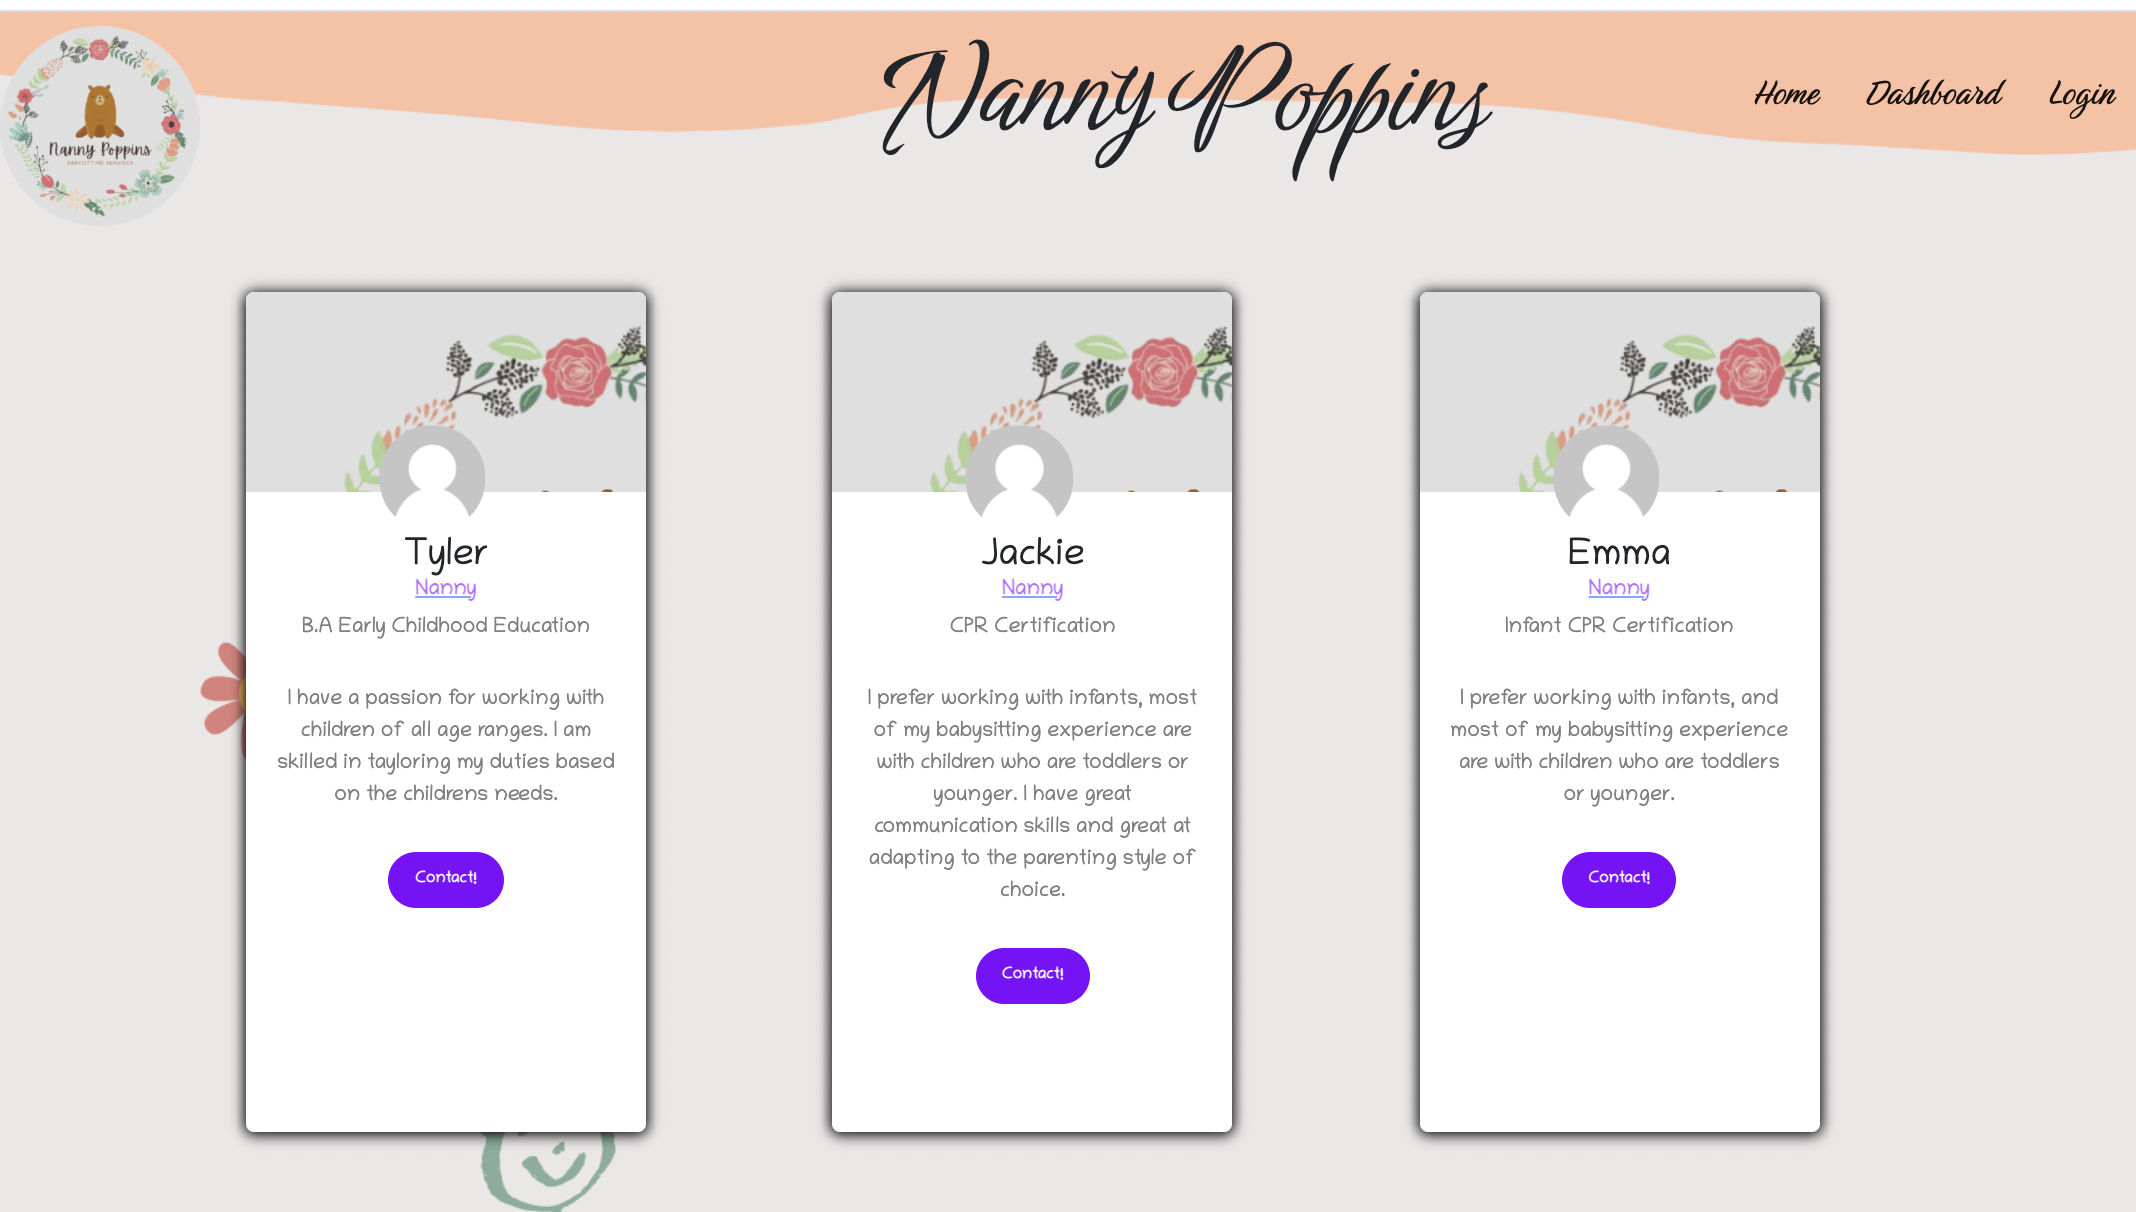 Nanny Poppins
Home Dashboard Login
Nanny Poppins
BABYSITTING SERVICES
Tyler
Nanny
B.A Early Childhood Education
I have a passion for working with
children of all age ranges. I am
skilled in tayloring my duties based
on the childrens needs.
Contact!
Jackie
Nanny
CPR Certification
I prefer working with infants, most
of my babysitting experience are
with children who are toddlers or
younger. I have great
communication skills and great at
adapting to the parenting style of
choice.
Contact!
Emma
Nanny
Infant CPR Certification
I prefer working with infants, and
most of my babysitting experience
are with children who are toddlers
or younger.
Contact!